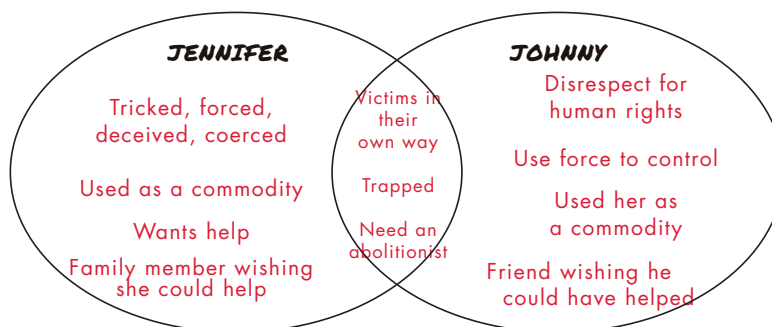 JENNIFER
Tricked, forced,
deceived, coerced
Used as a commodity
Wants help
Family member wishing
she could help
Victims in
their
own way
Trapped
Need an
abolitionist
JOHNNY
Disrespect for
human rights
Use force to control
Used her as
a commodity
Friend wishing he
could have helped